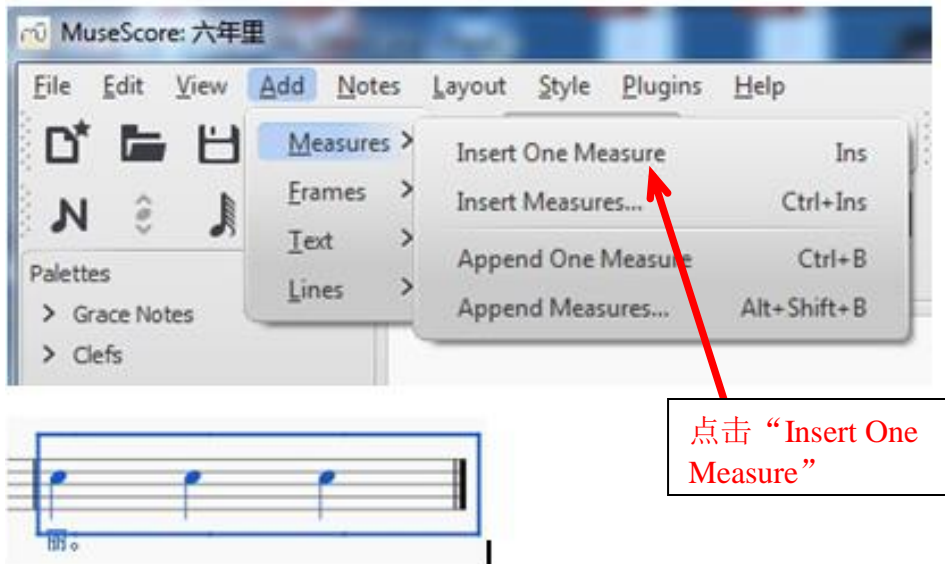 MuseScore: 六年里
File Edit View Add Notes Layout Style Plugins Help
Measures
Insert One Measure Ins
Frames
Insert Measures... Ctrl+Ins
Text
Append One Measure Ctrl+B
Lines
Append Measures... Alt+Shift+B
Palettes
Grace Notes
Clefs
点击“Insert One
Measure”
丽。